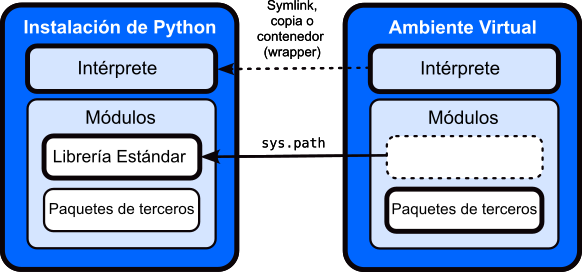 Instalación de Python
Symlink,
copia o
contenedor
(wrapper)
Ambiente Virtual
Intérprete
Intérprete
Módulos
Módulos
Librería Estándar
sys.path
Paquetes de terceros
Paquetes de terceros